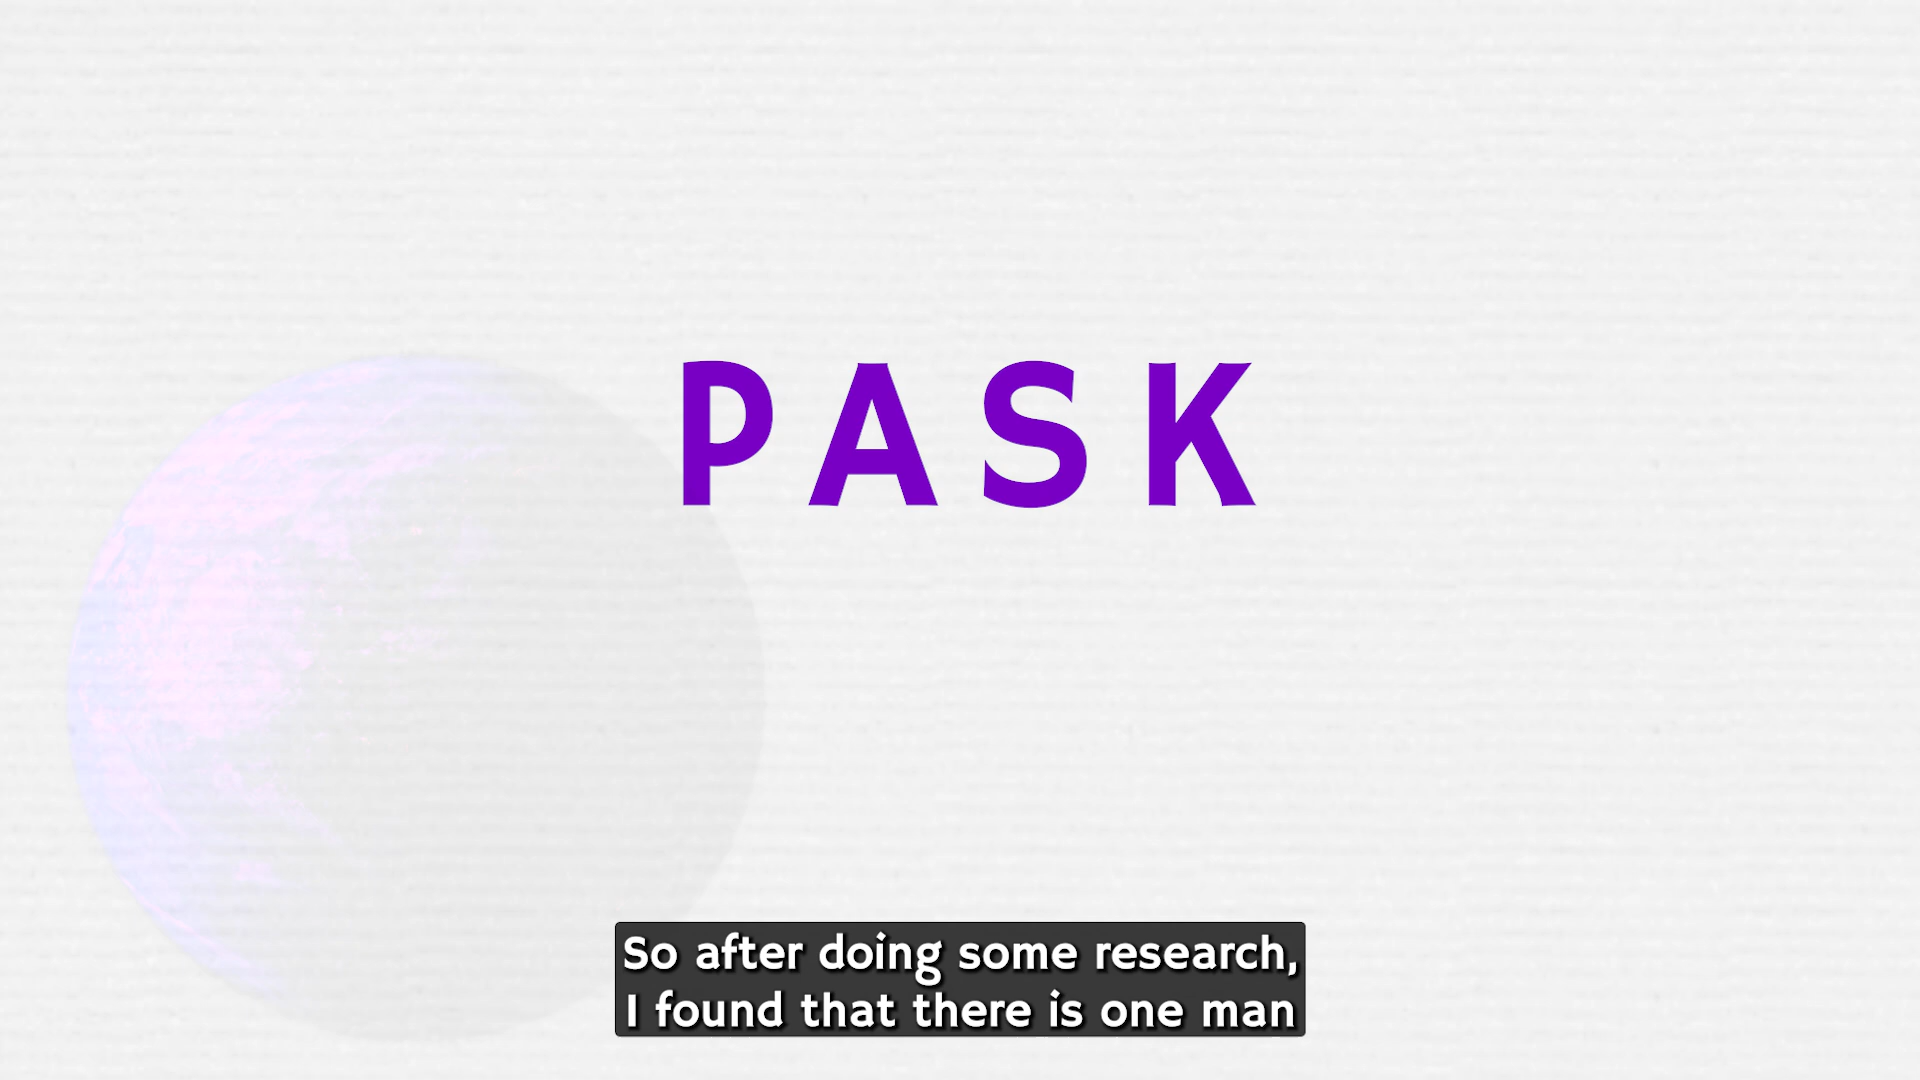 PASK
So after doing some research,
I found that there is one man